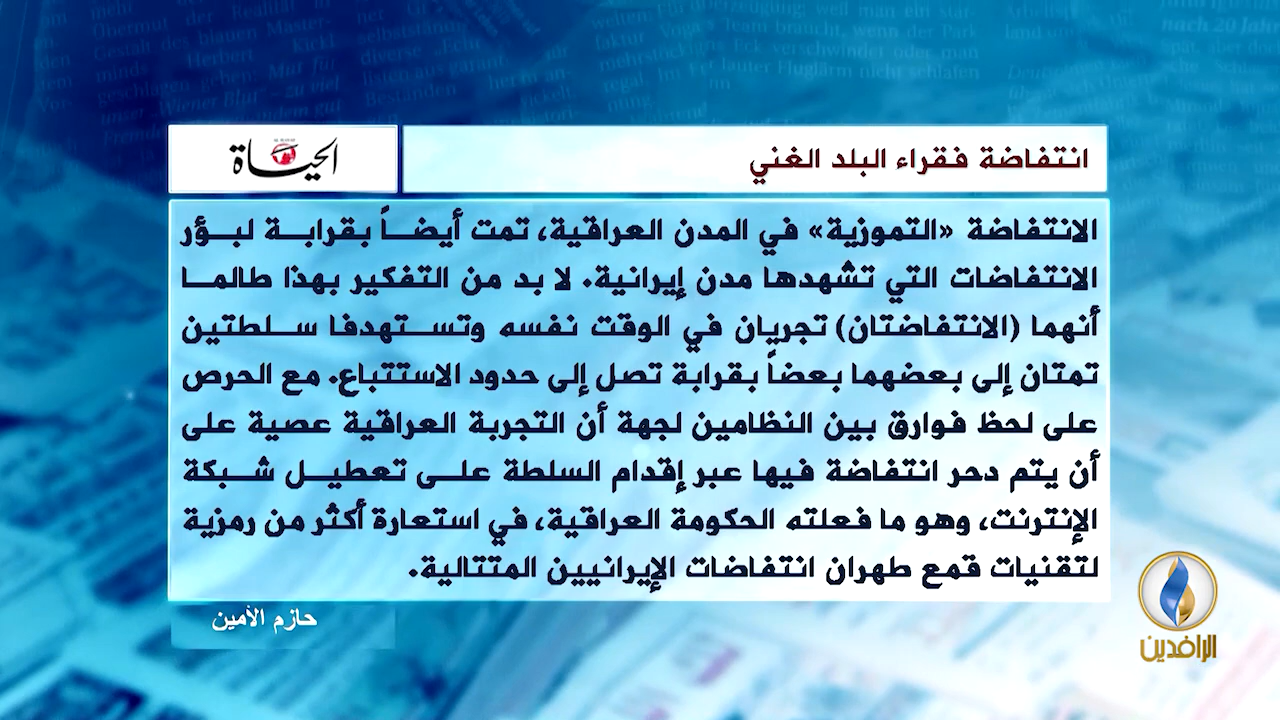 انتفاضة فقراء البلد الغني
الحياة
الانتفاضة «التموزية» في المدن العراقية، تمت أيضاً بقرابة لبؤر
الانتفاضات التي تشهدها مدن إيرانية. لا بد من التفكير بهذا طالما
أنهما (الانتفاضتان) تجريان في الوقت نفسه وتستهدفا سلطتين
تمتان إلى بعضهما بعضاً بقرابة تصل إلى حدود الاستتباع. مع الحرص
على لحظ فوارق بين النظامين لجهة أن التجربة العراقية عصية على
أن يتم دحر انتفاضة فيها عبر إقدام السلطة على تعطيل شبكة
الإنترنت، وهو ما فعلته الحكومة العراقية، في استعارة أكثر من رمزية
لتقنيات قمع طهران انتفاضات الإيرانيين المتتالية.
حازم الأمين
الرافدين